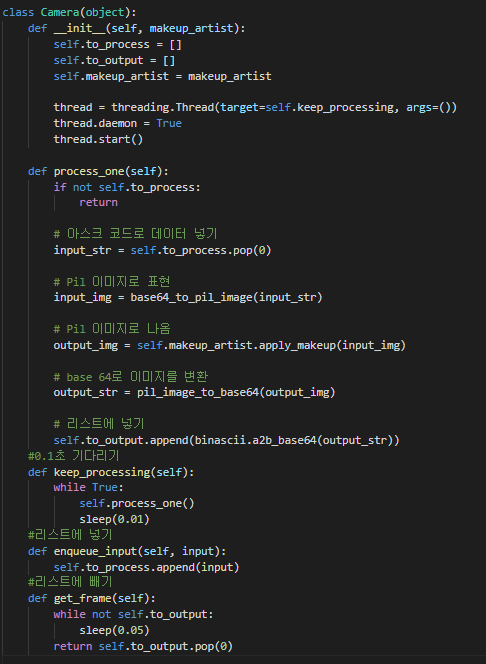 class Camera(object):
def __init__(self, makeup_artist):
self.to_process = []
self.to_output = []
self.makeup_artist = makeup_artist
thread = threading.Thread(target=self.keep_processing, args=())
thread.daemon = True
thread.start()
def process_one(self):
if not self.to_process:
return
# 아스크 코드로 데이터 넣기
input_str = self.to_process.pop(0)
# Pil 이미지로 표현
input_img = base64_to_pil_image(input_str)
# Pil 이미지로 나옴
output_img = self.makeup_artist.apply_makeup(input_img)
# base 64로 이미지를 변환
output_str = pil_image_to_base64(output_img)
# 리스트에 넣기
self.to_output.append(binascii.a2b_base64(output_str))
#0.1초 기다리기
def keep_processing(self):
while True:
self.process_one()
sleep(0.01)
#리스트에 넣기
def enqueue_input(self, input):
self.to_process.append(input)
#리스트에 빼기
def get_frame(self):
while not self.to_output:
sleep(0.05)
return self.to_output.pop(0)